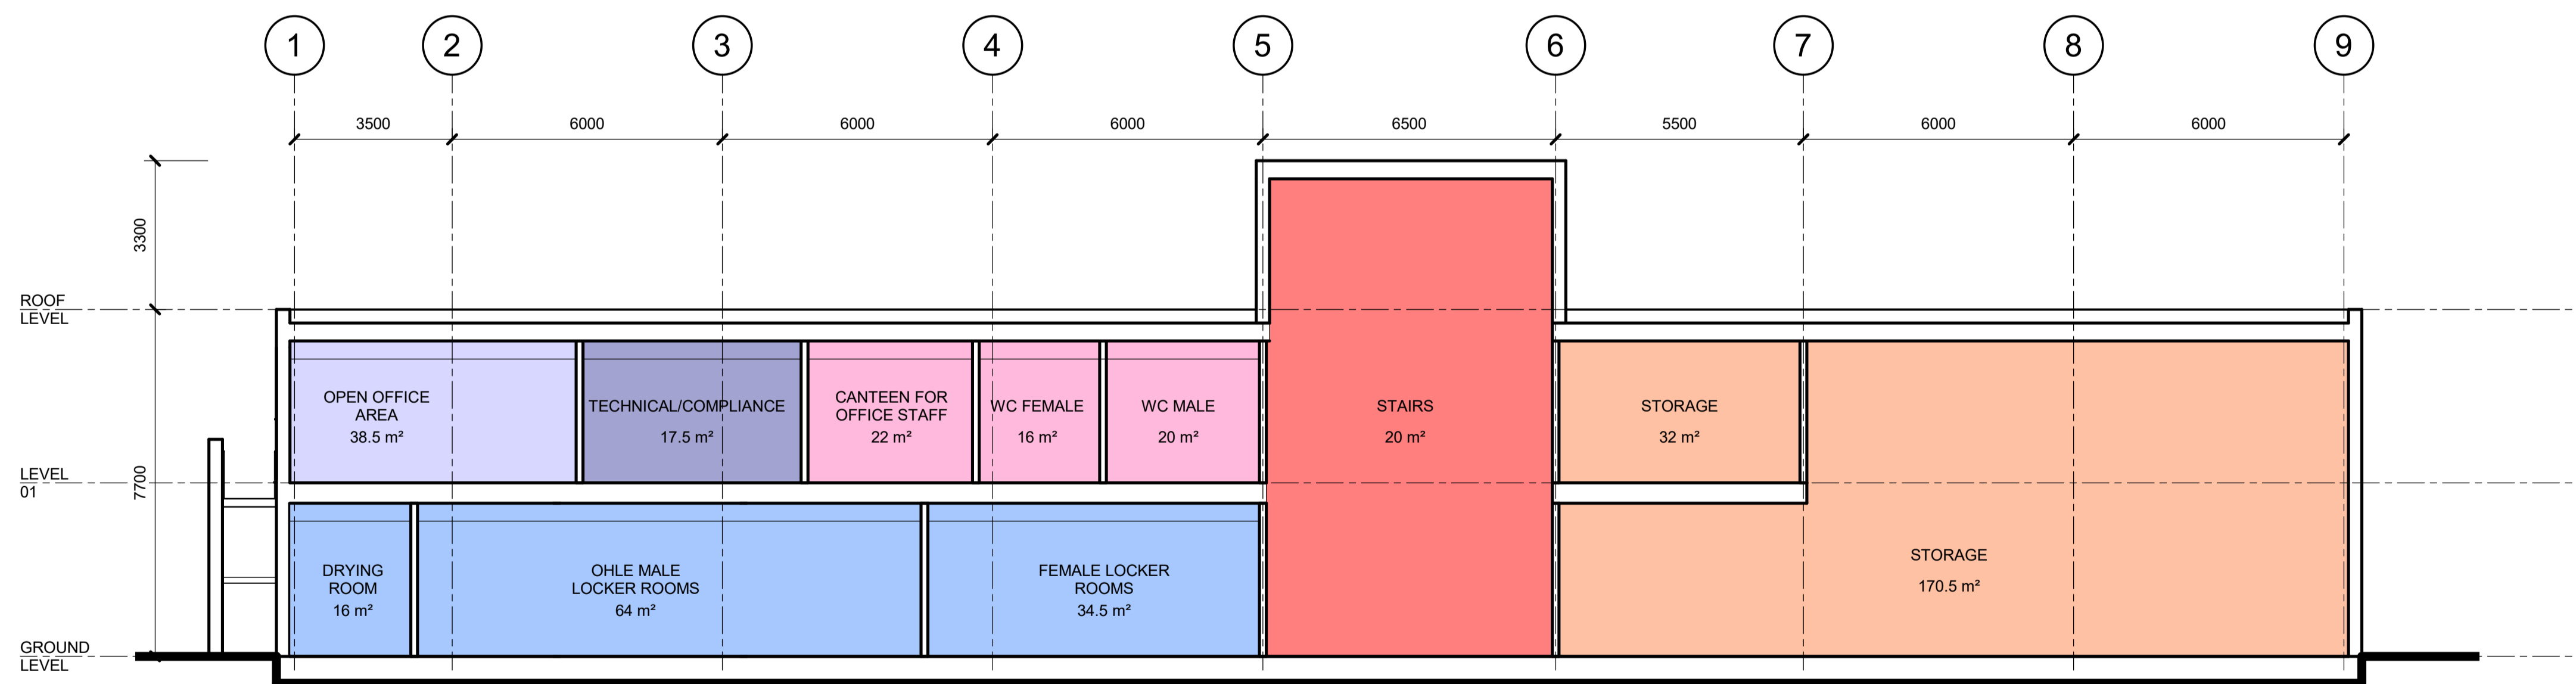 1 2 3 4 5 6 7 8 9
3500 6000 6000 6000 6500 5500 6000 6000
3300
ROOF
LEVEL
7700
LEVEL
01
GROUND
LEVEL
OPEN OFFICE
AREA
38.5 m²
TECHNICAL/COMPLIANCE
17.5 m²
CANTEEN FOR
OFFICE STAFF
22 m²
WC FEMALE
16 m²
WC MALE
20 m²
STAIRS
20 m²
STORAGE
32 m²
DRYING
ROOM
16 m²
OHLE MALE
LOCKER ROOMS
64 m²
FEMALE LOCKER
ROOMS
34.5 m²
STORAGE
170.5 m²